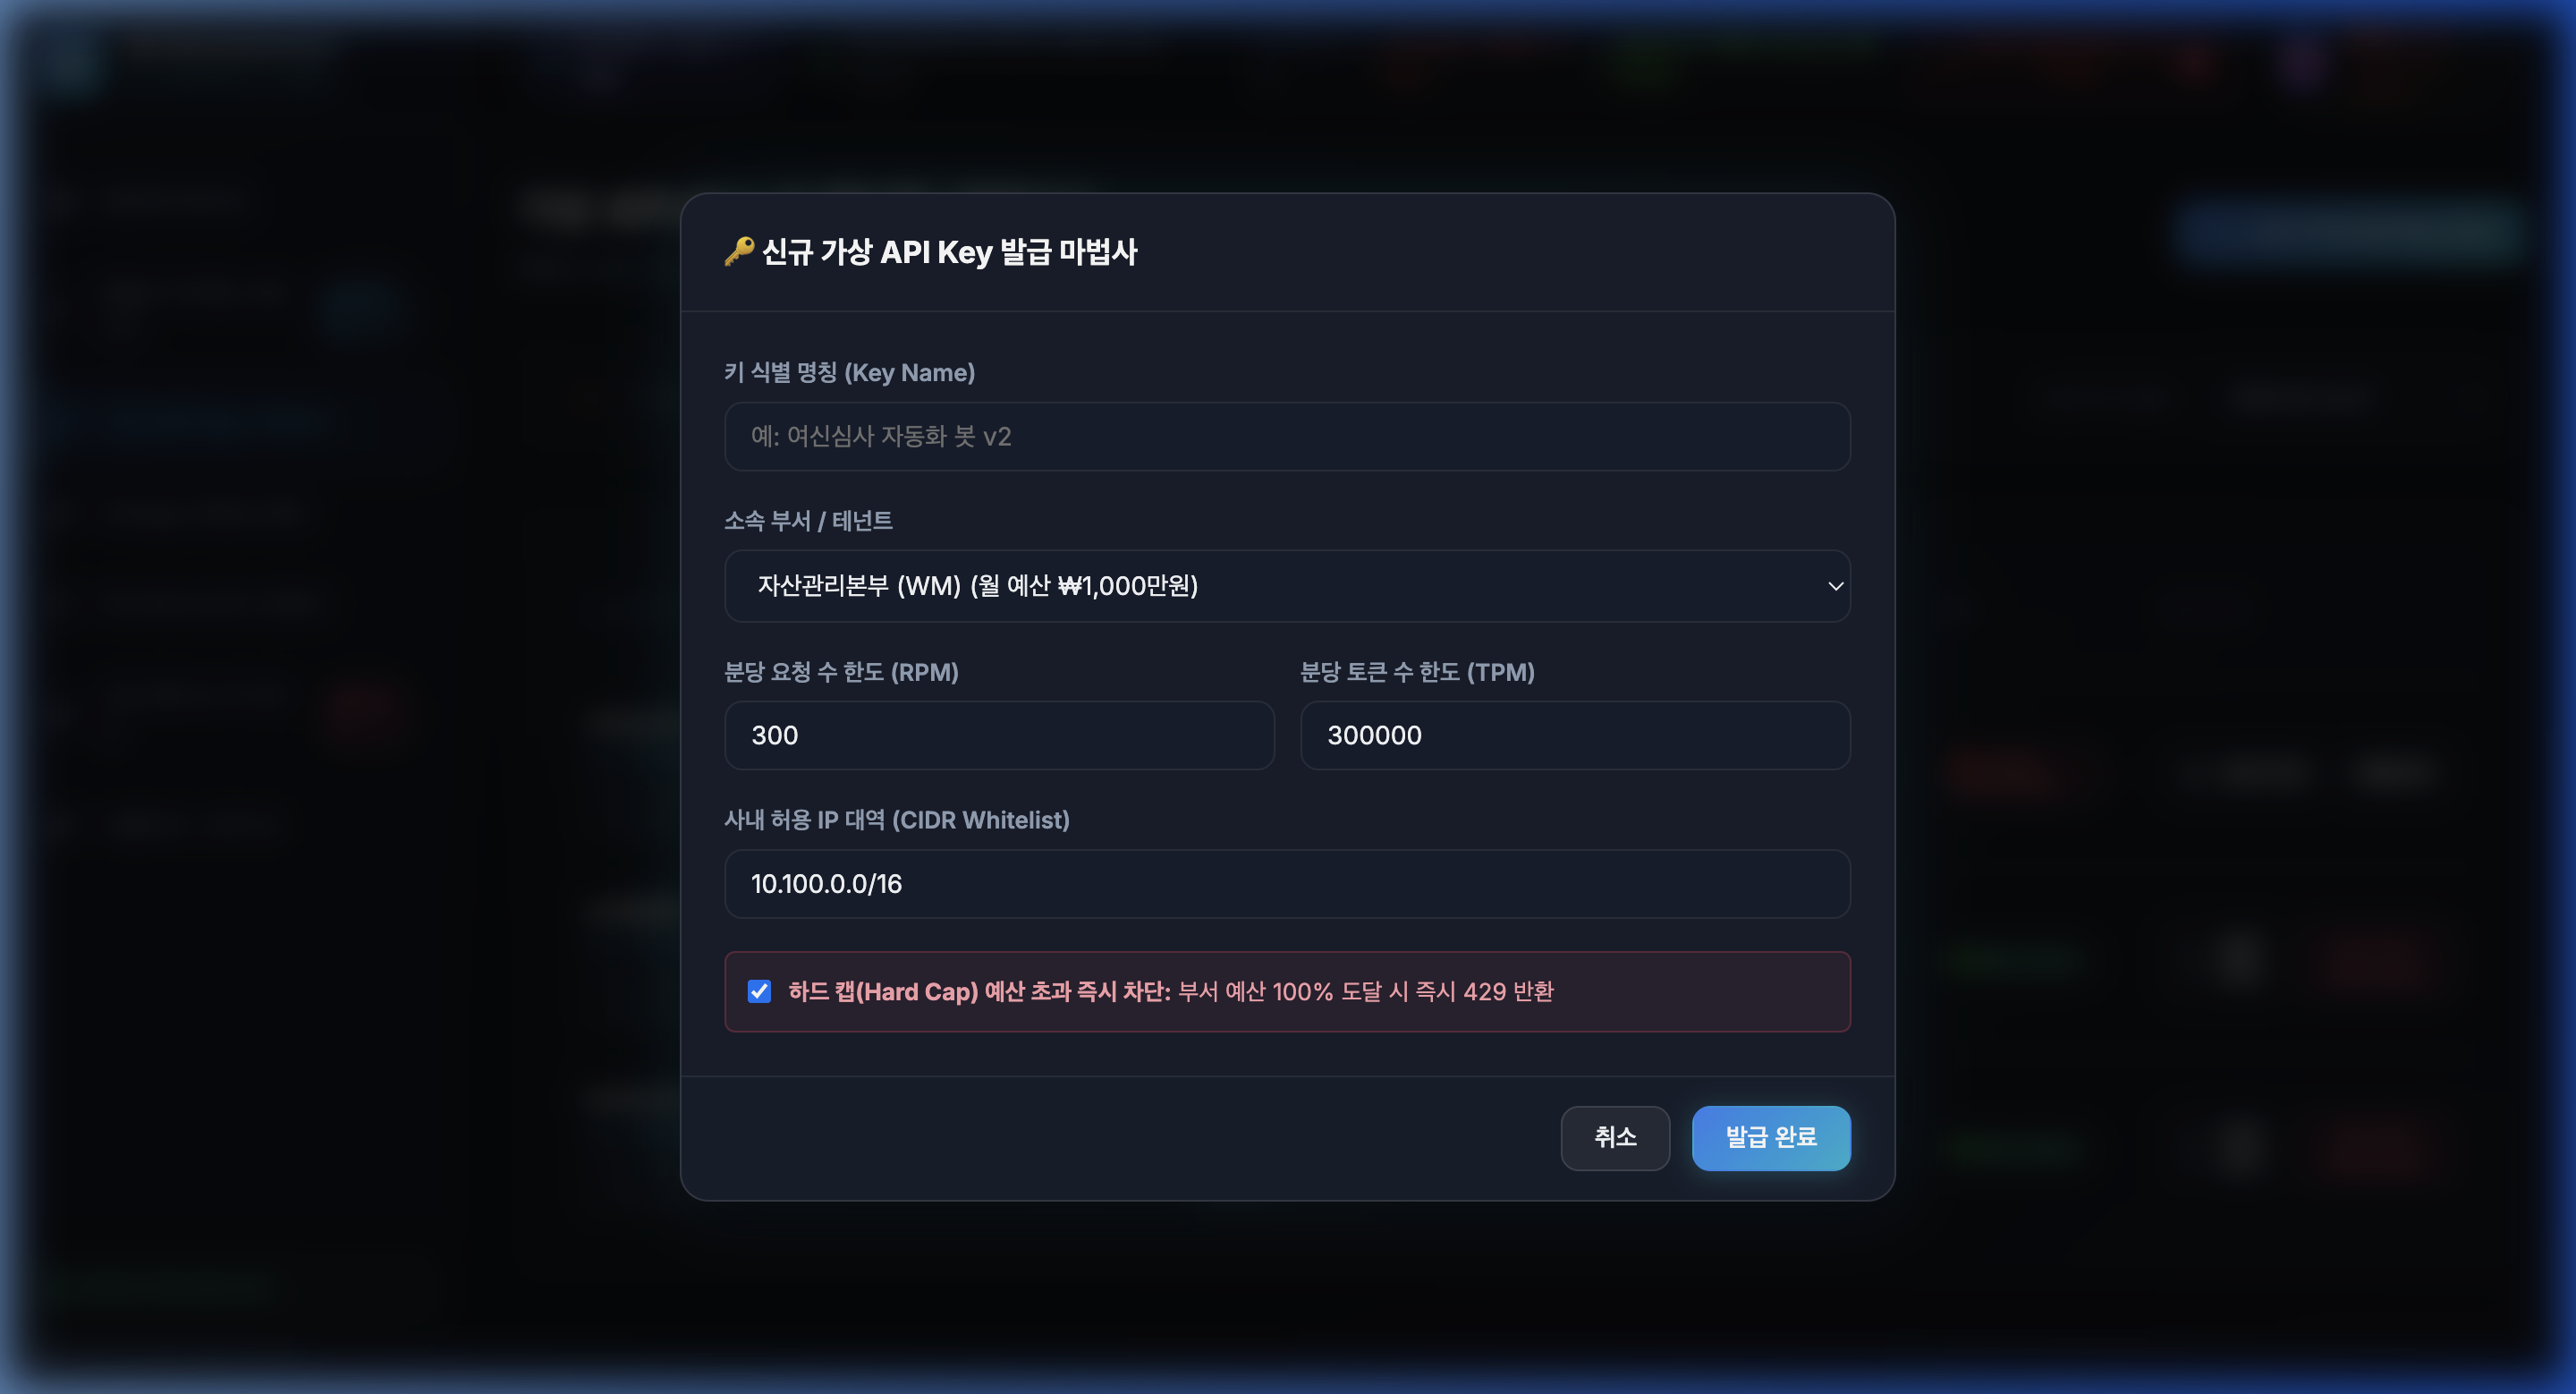 🔑 신규 가상 API Key 발급 마법사
키 식별 명칭 (Key Name)
예: 여신심사 자동화 봇 v2
소속 부서 / 테넌트
자산관리본부 (WM) (월 예산 ₩1,000만원)
분당 요청 수 한도 (RPM)
분당 토큰 수 한도 (TPM)
300
300000
사내 허용 IP 대역 (CIDR Whitelist)
10.100.0.0/16
하드 캡(Hard Cap) 예산 초과 즉시 차단: 부서 예산 100% 도달 시 즉시 429 반환
취소
발급 완료